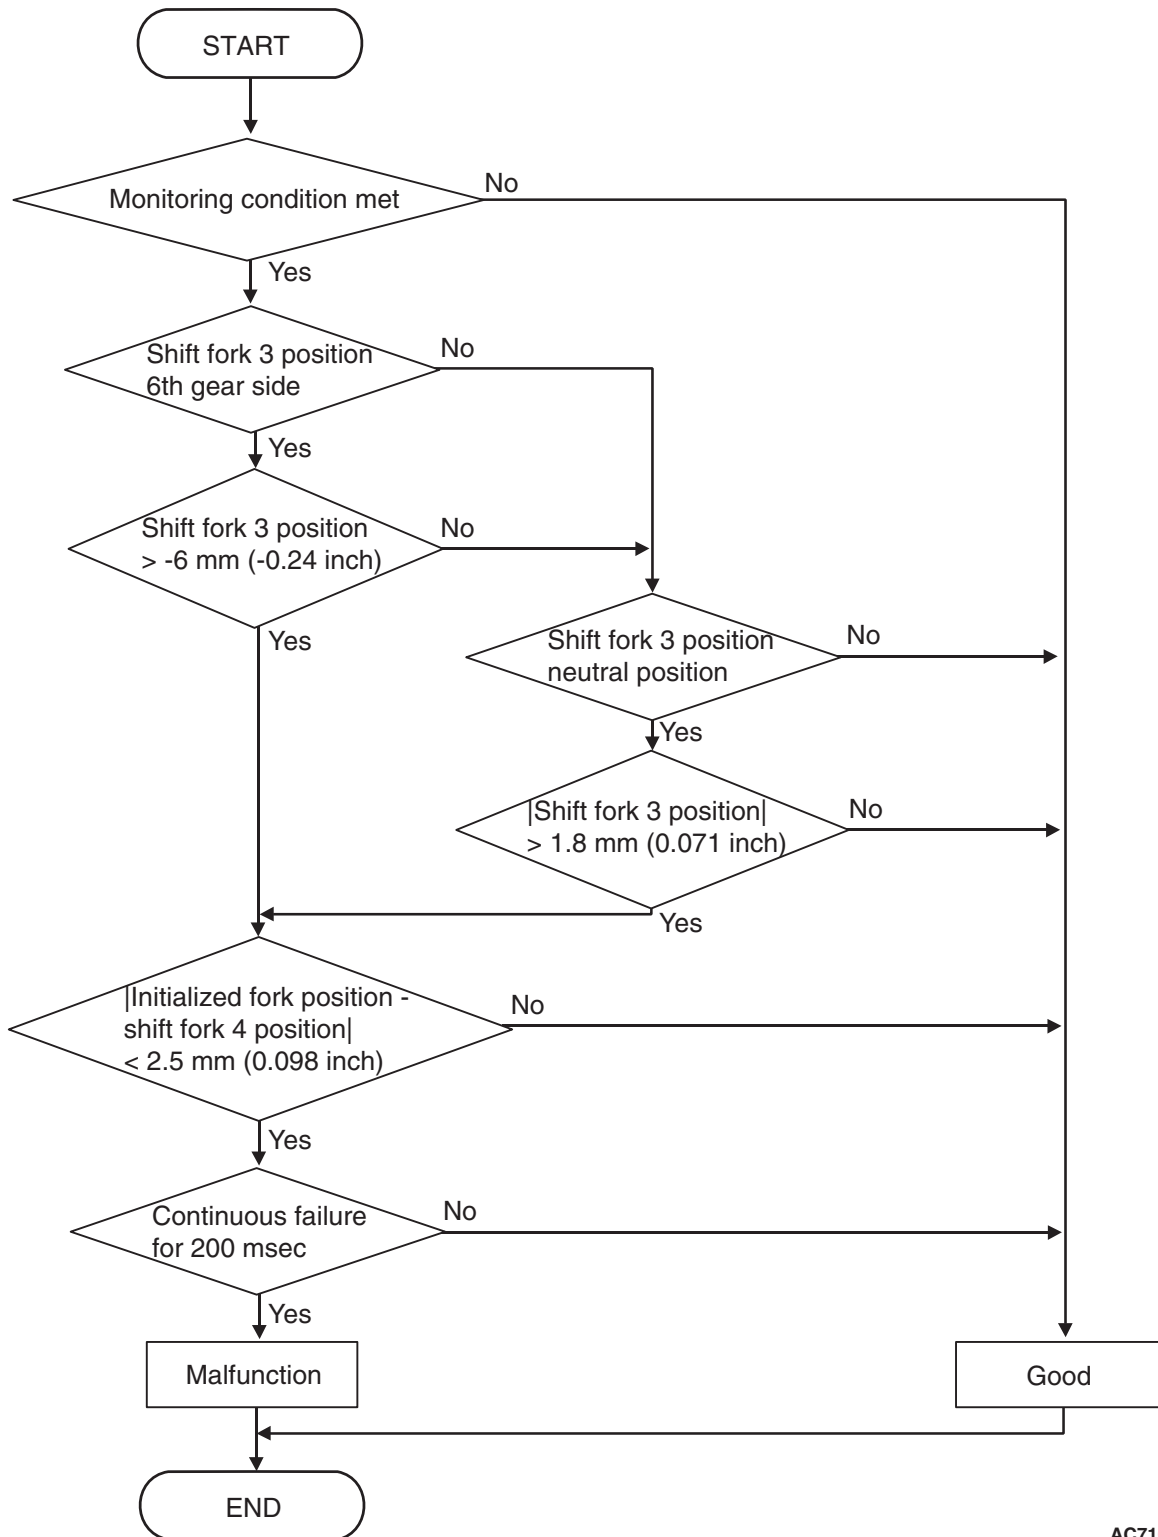 START
Monitoring condition met
No
Yes
Shift fork 3 position
6th gear side
No
Yes
Shift fork 3 position
> -6 mm (-0.24 inch)
No
Yes
Shift fork 3 position
neutral position
No
Yes
|Shift fork 3 position|
> 1.8 mm (0.071 inch)
No
Yes
|Initialized fork position -
shift fork 4 position|
< 2.5 mm (0.098 inch)
No
Yes
Continuous failure
for 200 msec
No
Yes
Malfunction
Good
END
AC71